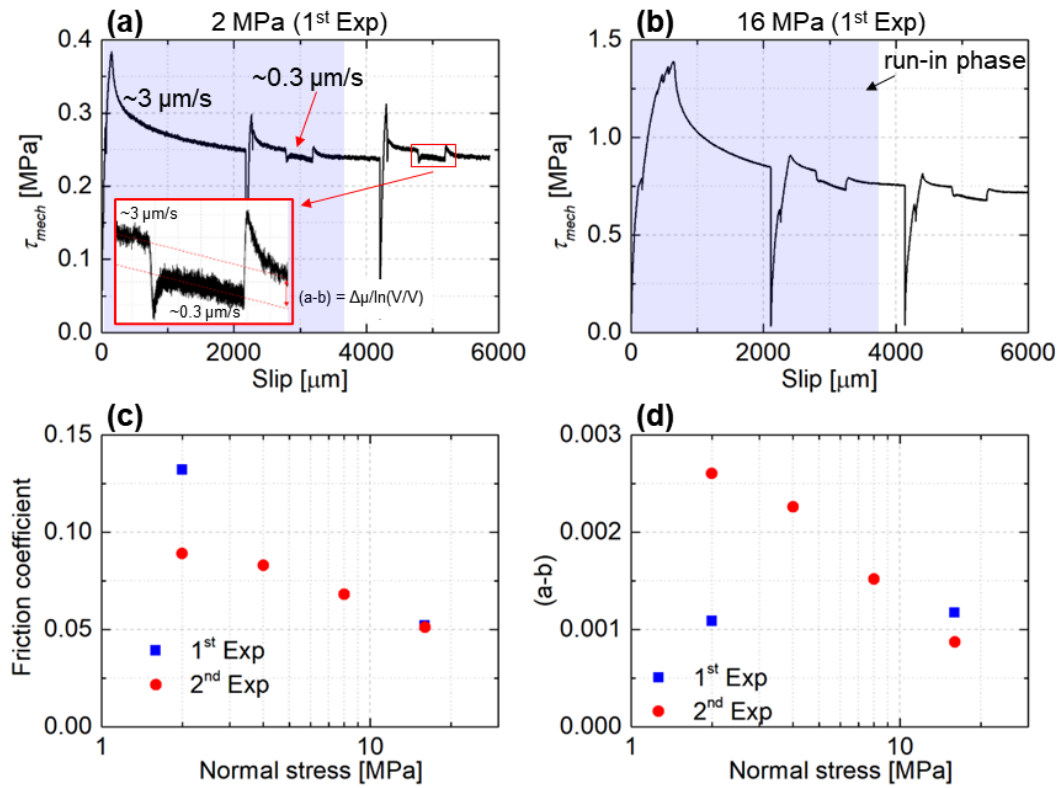 (a) 2 MPa (1st Exp)
0.4
0.3
0.2
0.1
0.0
τmech [MPa]
~3 μm/s
~0.3 μm/s
~3 μm/s
~0.3 μm/s
(a-b) = Δμ/ln(V/V)
0 2000 4000 6000
Slip [μm]
(b) 16 MPa (1st Exp)
1.5
1.0
0.5
0.0
τmech [MPa]
run-in phase
0 2000 4000 6000
Slip [μm]
(c)
0.15
0.10
0.05
0.00
Friction coefficient
1st Exp
2nd Exp
1 10
Normal stress [MPa]
(d)
0.003
0.002
0.001
0.000
(a-b)
1st Exp
2nd Exp
1 10
Normal stress [MPa]